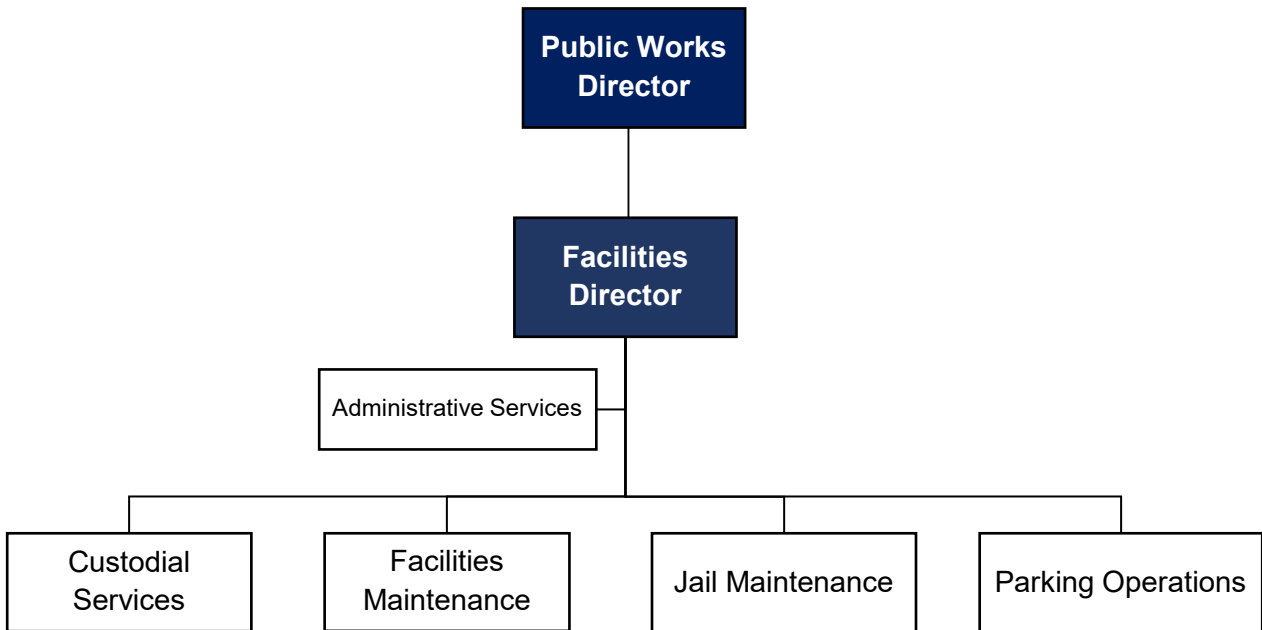 Public Works
Director
Facilities
Director
Administrative Services
Custodial
Services
Facilities
Maintenance
Jail Maintenance
Parking Operations